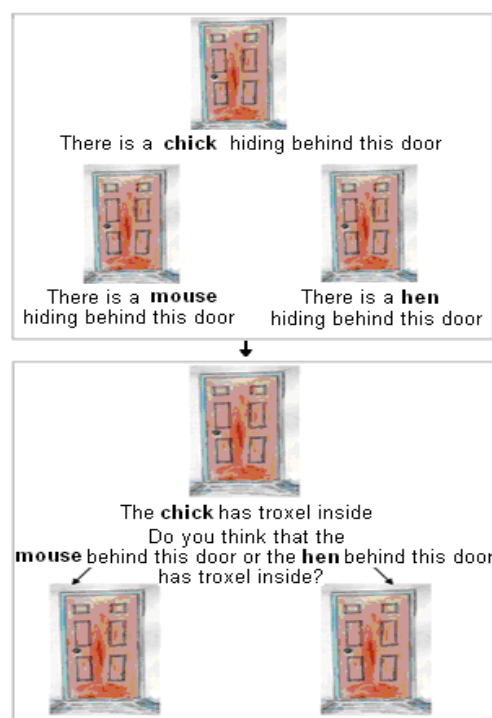 There is a chick hiding behind this door
There is a mouse
hiding behind this door
There is a hen
hiding behind this door
The chick has troxel inside
Do you think that the
mouse behind this door or the hen behind this door
has troxel inside?